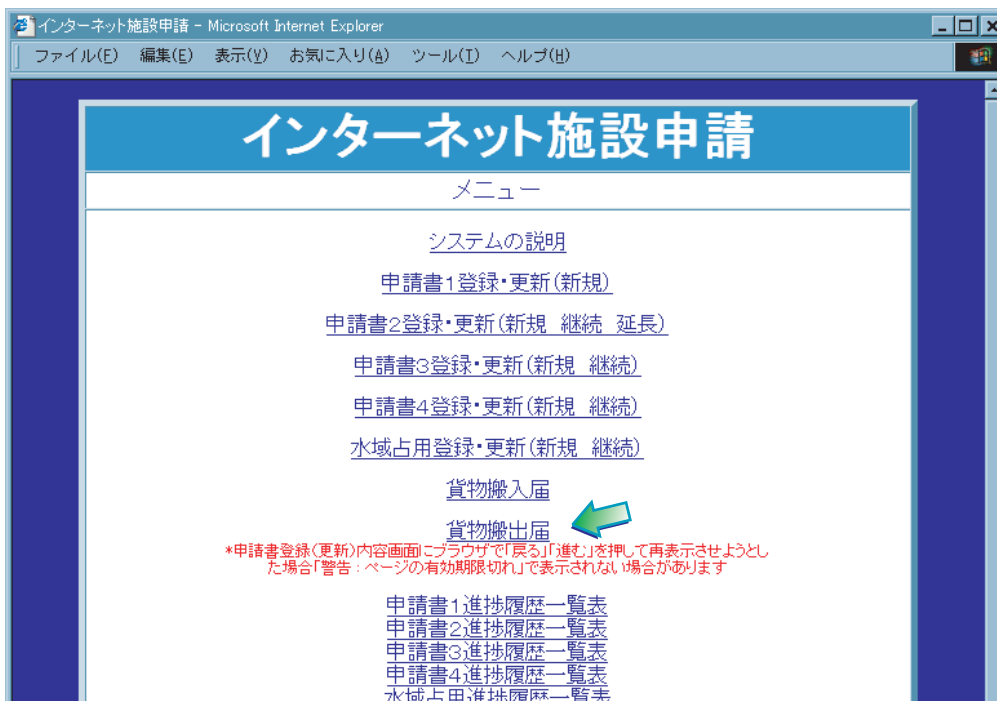 インターネット施設申請 - Microsoft Internet Explorer
ファイル(F) 編集(E) 表示(V) お気に入り(A) ツール(T) ヘルプ(H)
インターネット施設申請
メニュー
システムの説明
申請書1登録・更新(新規)
申請書2登録・更新(新規 継続 延長)
申請書3登録・更新(新規 継続)
申請書4登録・更新(新規 継続)
水域占用登録・更新(新規 継続)
貨物搬入届
貨物搬出届
*申請書登録(更新)内容画面にブラウザで「戻る」「進む」を押して再表示させようとし
た場合「警告：ページの有効期限切れ」で表示されない場合があります
申請書1進捗履歴一覧表
申請書2進捗履歴一覧表
申請書3進捗履歴一覧表
申請書4進捗履歴一覧表
水域占用進捗履歴一覧表